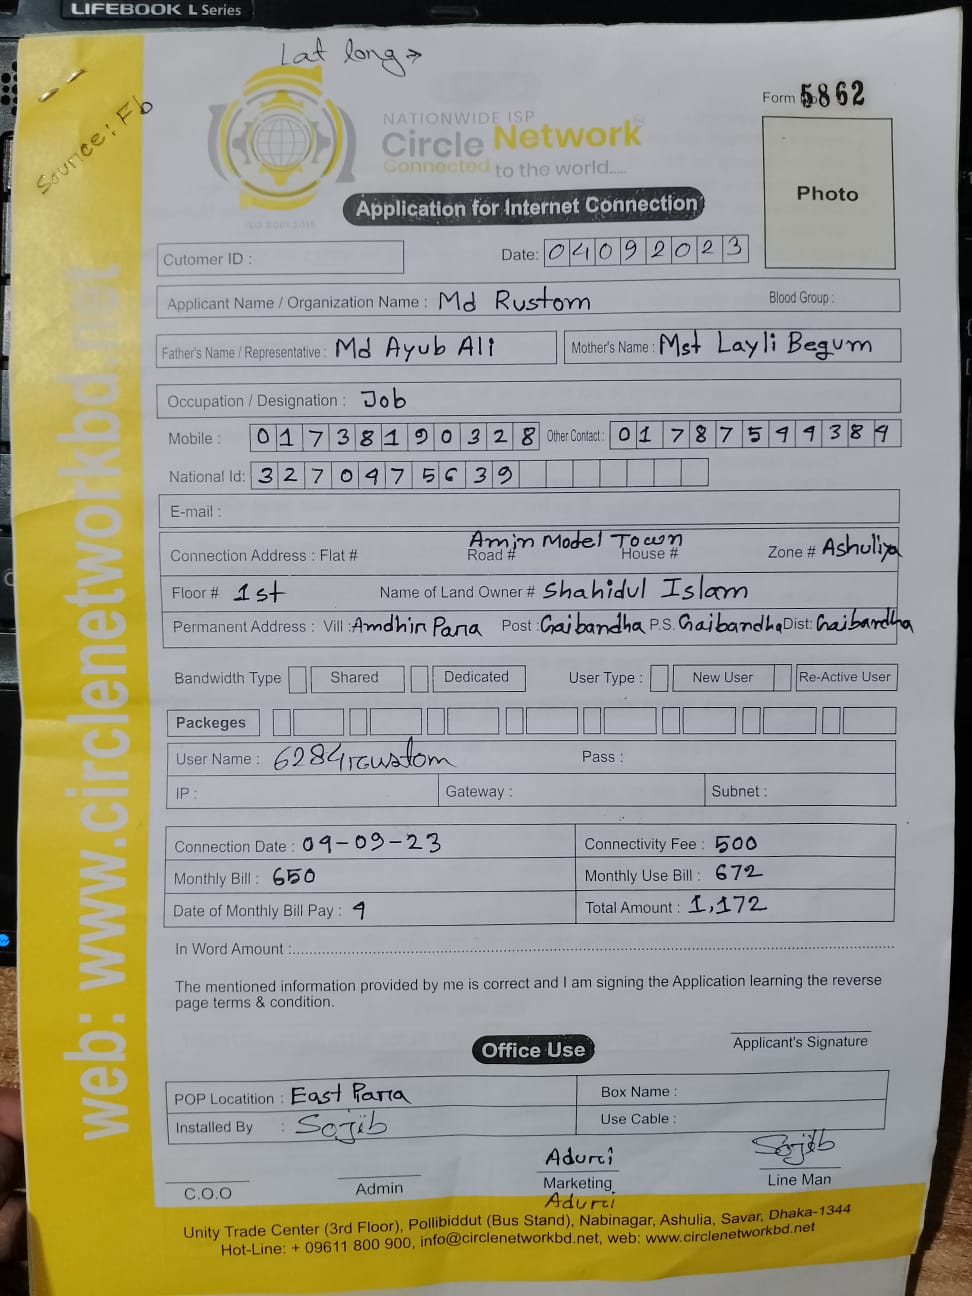 LIFEBOOK L Series
Lat long →
Source: Fb
Form No 5862
NATIONWIDE ISP
Circle Network
Connected to the world.....
ISO 9001:2015
Photo
Application for Internet Connection
Cutomer ID :
Date: 04092023
Applicant Name / Organization Name : Md Rustom Blood Group :
Father's Name / Representative : Md Ayub Ali Mother's Name : Mst Layli Begum
Occupation / Designation : Job
Mobile : 01738190328 Other Contact : 01787594384
National Id: 3270475639
E-mail :
Amin Model Town
Connection Address : Flat # Road # House # Zone # Ashuliya
Floor # 1st Name of Land Owner # Shahidul Islam
Permanent Address : Vill : Amdhir Para Post : Gaibandha P.S. Gaibandha Dist: Gaibandha
Bandwidth Type Shared Dedicated User Type : New User Re-Active User
Packeges
User Name : 6284rustom Pass :
IP : Gateway : Subnet :
Connection Date : 04-09-23 Connectivity Fee : 500
Monthly Bill : 650 Monthly Use Bill : 672
Date of Monthly Bill Pay : 4 Total Amount : 1,172
In Word Amount :
The mentioned information provided by me is correct and I am signing the Application learning the reverse
page terms & condition.
Applicant's Signature
Office Use
POP Locatition : East Para Box Name :
Installed By : Sojib Use Cable :
Aduri Sojib
C.O.O Admin Marketing Line Man
Aduri
Unity Trade Center (3rd Floor), Pollibiddut (Bus Stand), Nabinagar, Ashulia, Savar, Dhaka-1344
Hot-Line: + 09611 800 900, info@circlenetworkbd.net, web: www.circlenetworkbd.net
web: www.circlenetworkbd.net